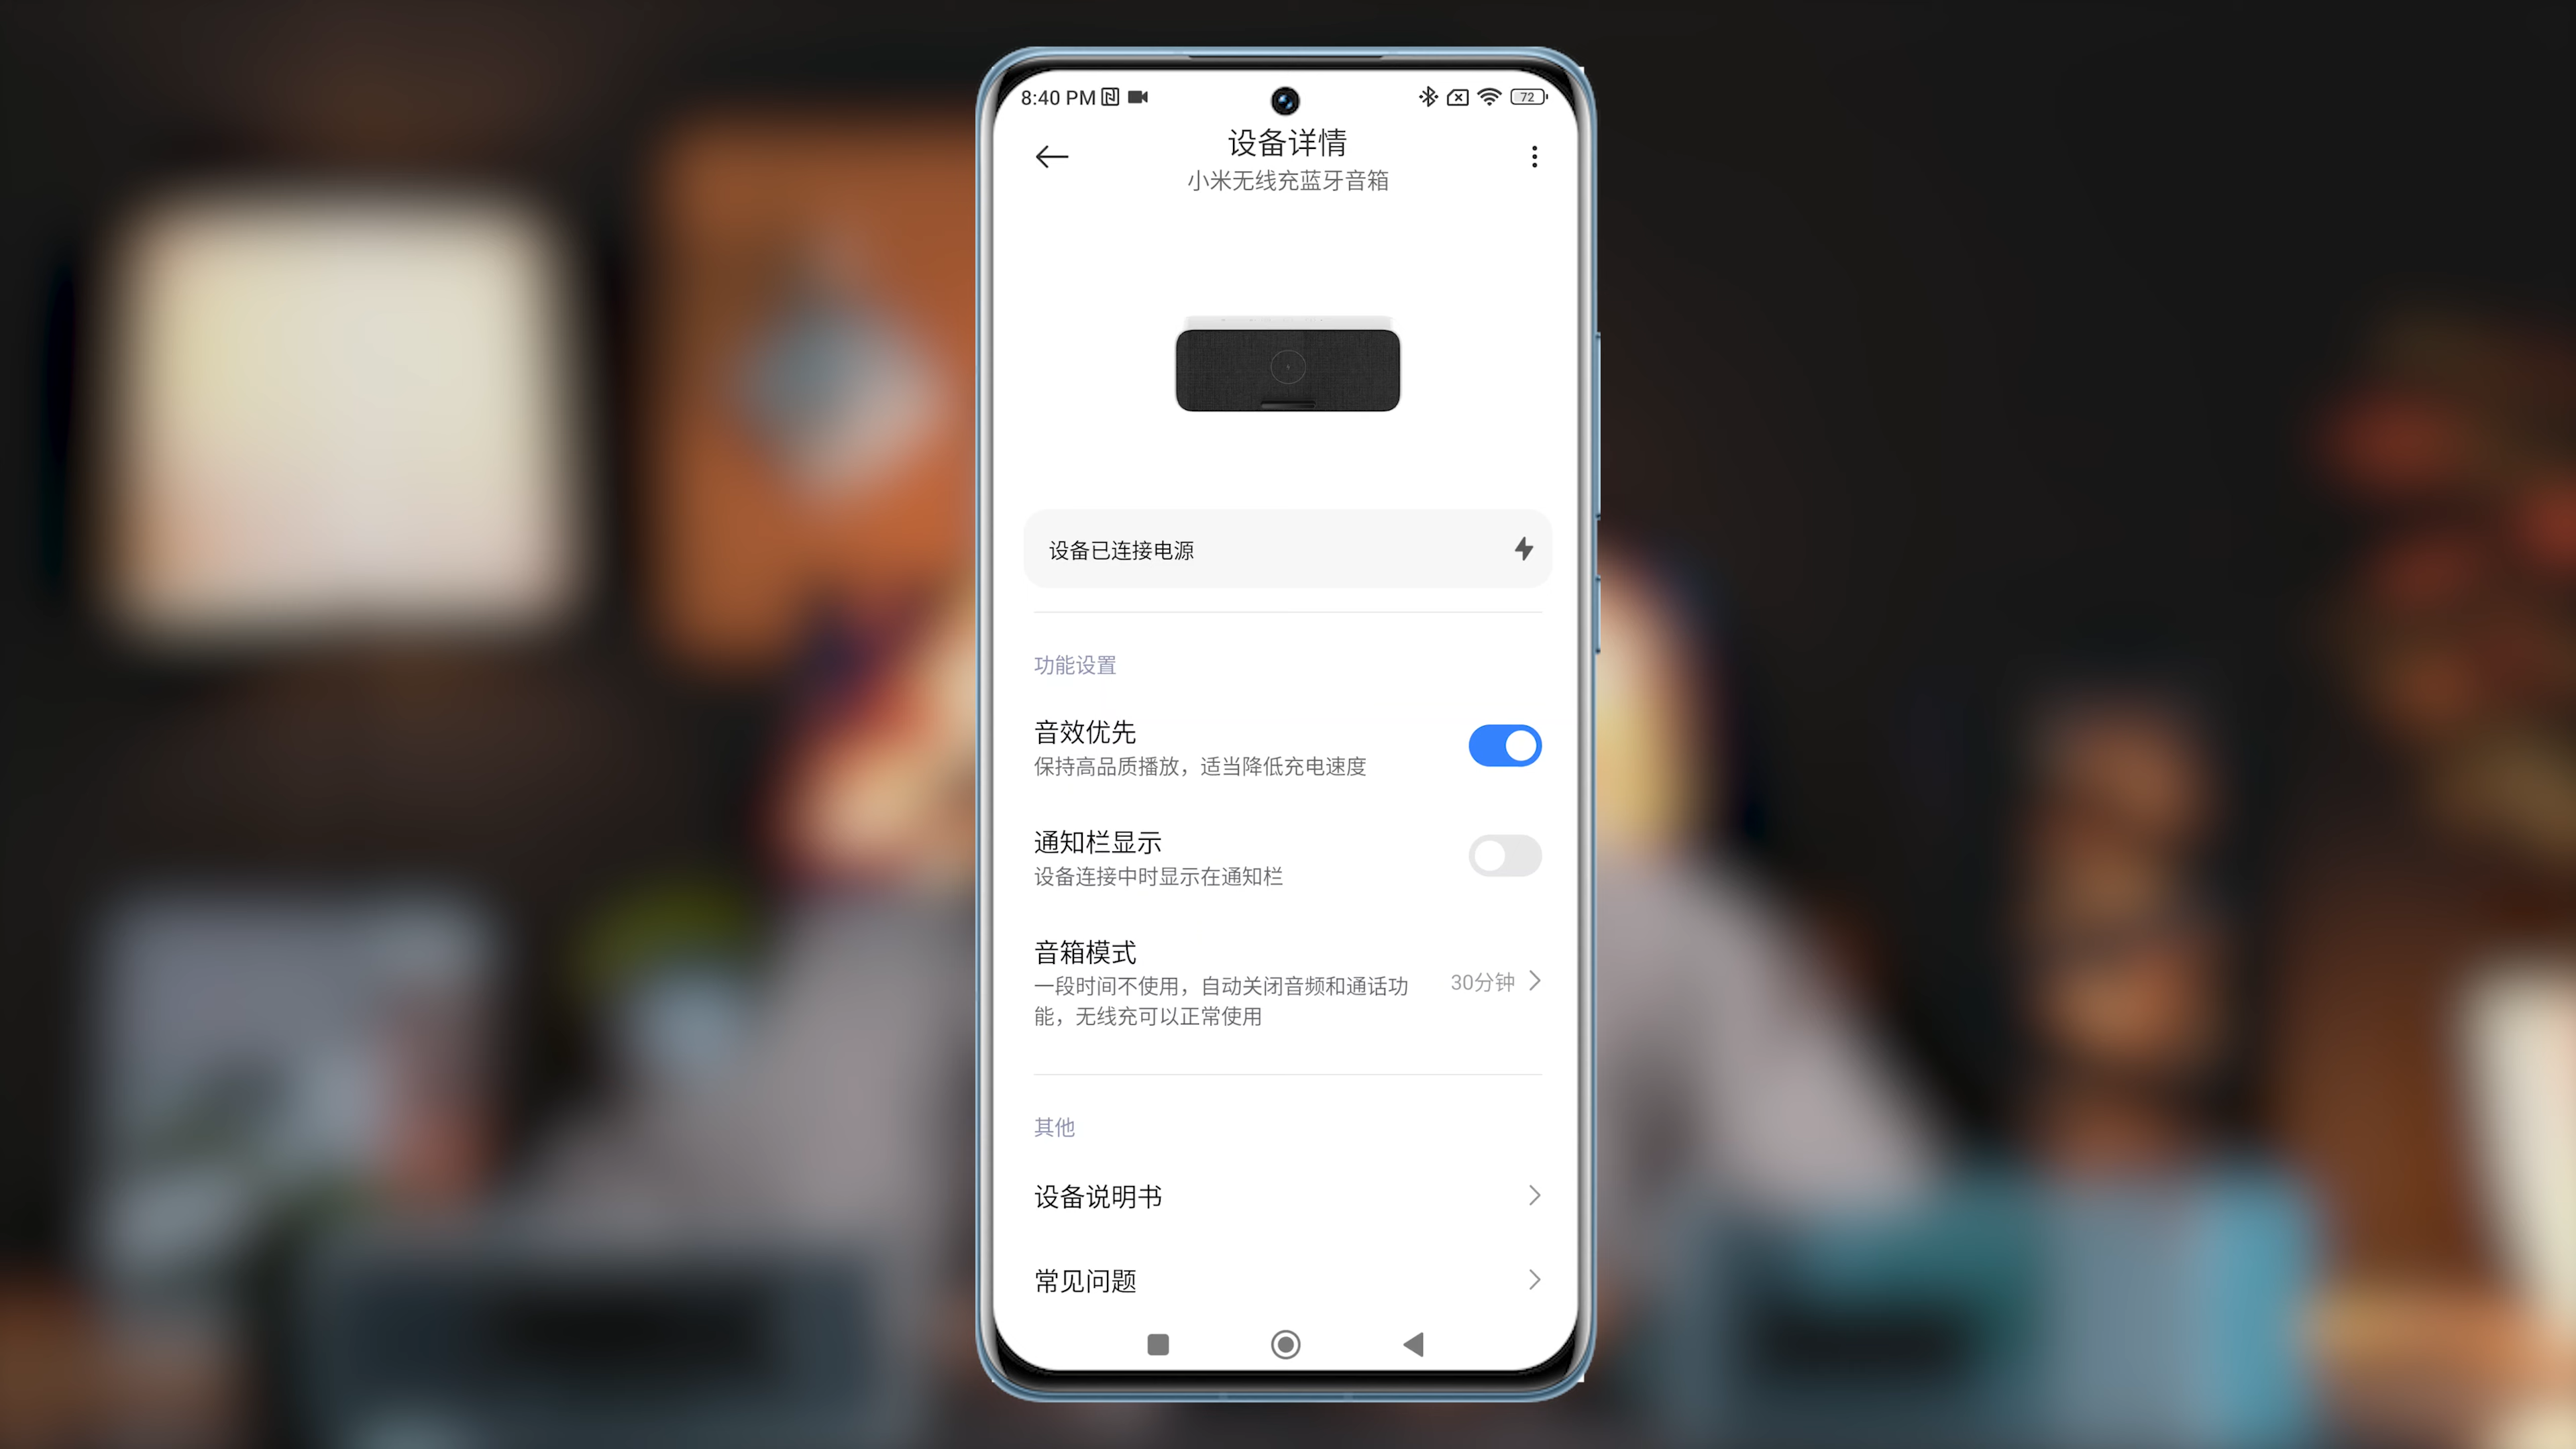 8:40 PM
72
设备详情
小米无线充蓝牙音箱
设备已连接电源
功能设置
音效优先
保持高品质播放，适当降低充电速度
通知栏显示
设备连接中时显示在通知栏
音箱模式
一段时间不使用，自动关闭音频和通话功
能，无线充可以正常使用
30分钟
其他
设备说明书
常见问题